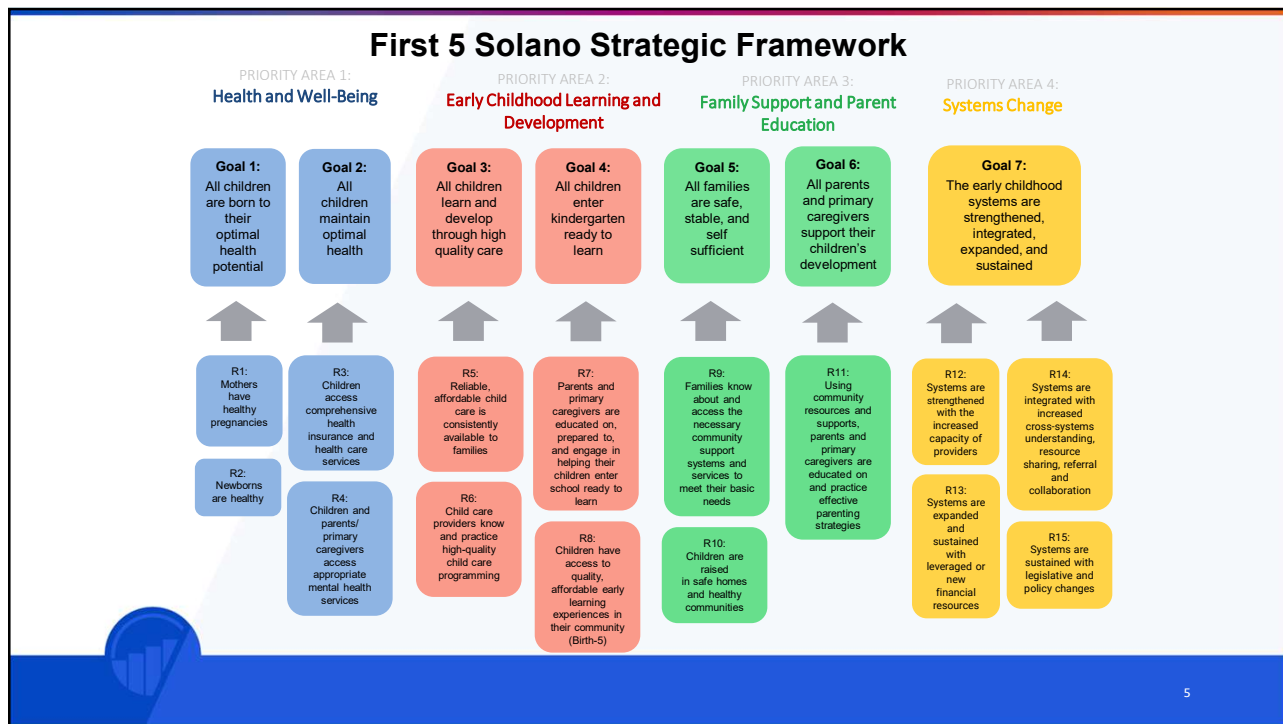 First 5 Solano Strategic Framework
PRIORITY AREA 1:
Health and Well-Being
PRIORITY AREA 2:
Early Childhood Learning and
Development
PRIORITY AREA 3:
Family Support and Parent
Education
PRIORITY AREA 4:
Systems Change
Goal 1:
All children
are born to
their
optimal
health
potential
Goal 2:
All
children
maintain
optimal
health
Goal 3:
All children
learn and
develop
through high
quality care
Goal 4:
All children
enter
kindergarten
ready to
learn
Goal 5:
All families
are safe,
stable, and
self
sufficient
Goal 6:
All parents
and primary
caregivers
support their
children's
development
Goal 7:
The early childhood
systems are
strengthened,
integrated,
expanded, and
sustained
R1:
Mothers
have
healthy
pregnancies
R2:
Newborns
are healthy
R3:
Children
access
comprehensive
health
insurance and
health care
services
R4:
Children and
parents/
primary
caregivers
access
appropriate
mental health
services
R5:
Reliable,
affordable child
care is
consistently
available to
families
R6:
Child care
providers know
and practice
high-quality
child care
programming
R7:
Parents and
primary
caregivers are
educated on,
prepared to,
and engage in
helping their
children enter
school ready to
learn
R8:
Children have
access to
quality,
affordable early
learning
experiences in
their community
(Birth-5)
R9:
Families know
about and
access the
necessary
community
support
systems and
services to
meet their basic
needs
R10:
Children are
raised
in safe homes
and healthy
communities
R11:
Using
community
resources and
supports,
parents and
primary
caregivers are
educated on
and practice
effective
parenting
strategies
R12:
Systems are
strengthened
with the
increased
capacity of
providers
R13:
Systems are
expanded
and
sustained
with
leveraged or
new
financial
resources
R14:
Systems are
integrated with
increased
cross-systems
understanding,
resource
sharing, referral
and
collaboration
R15:
Systems are
sustained with
legislative and
policy changes
5